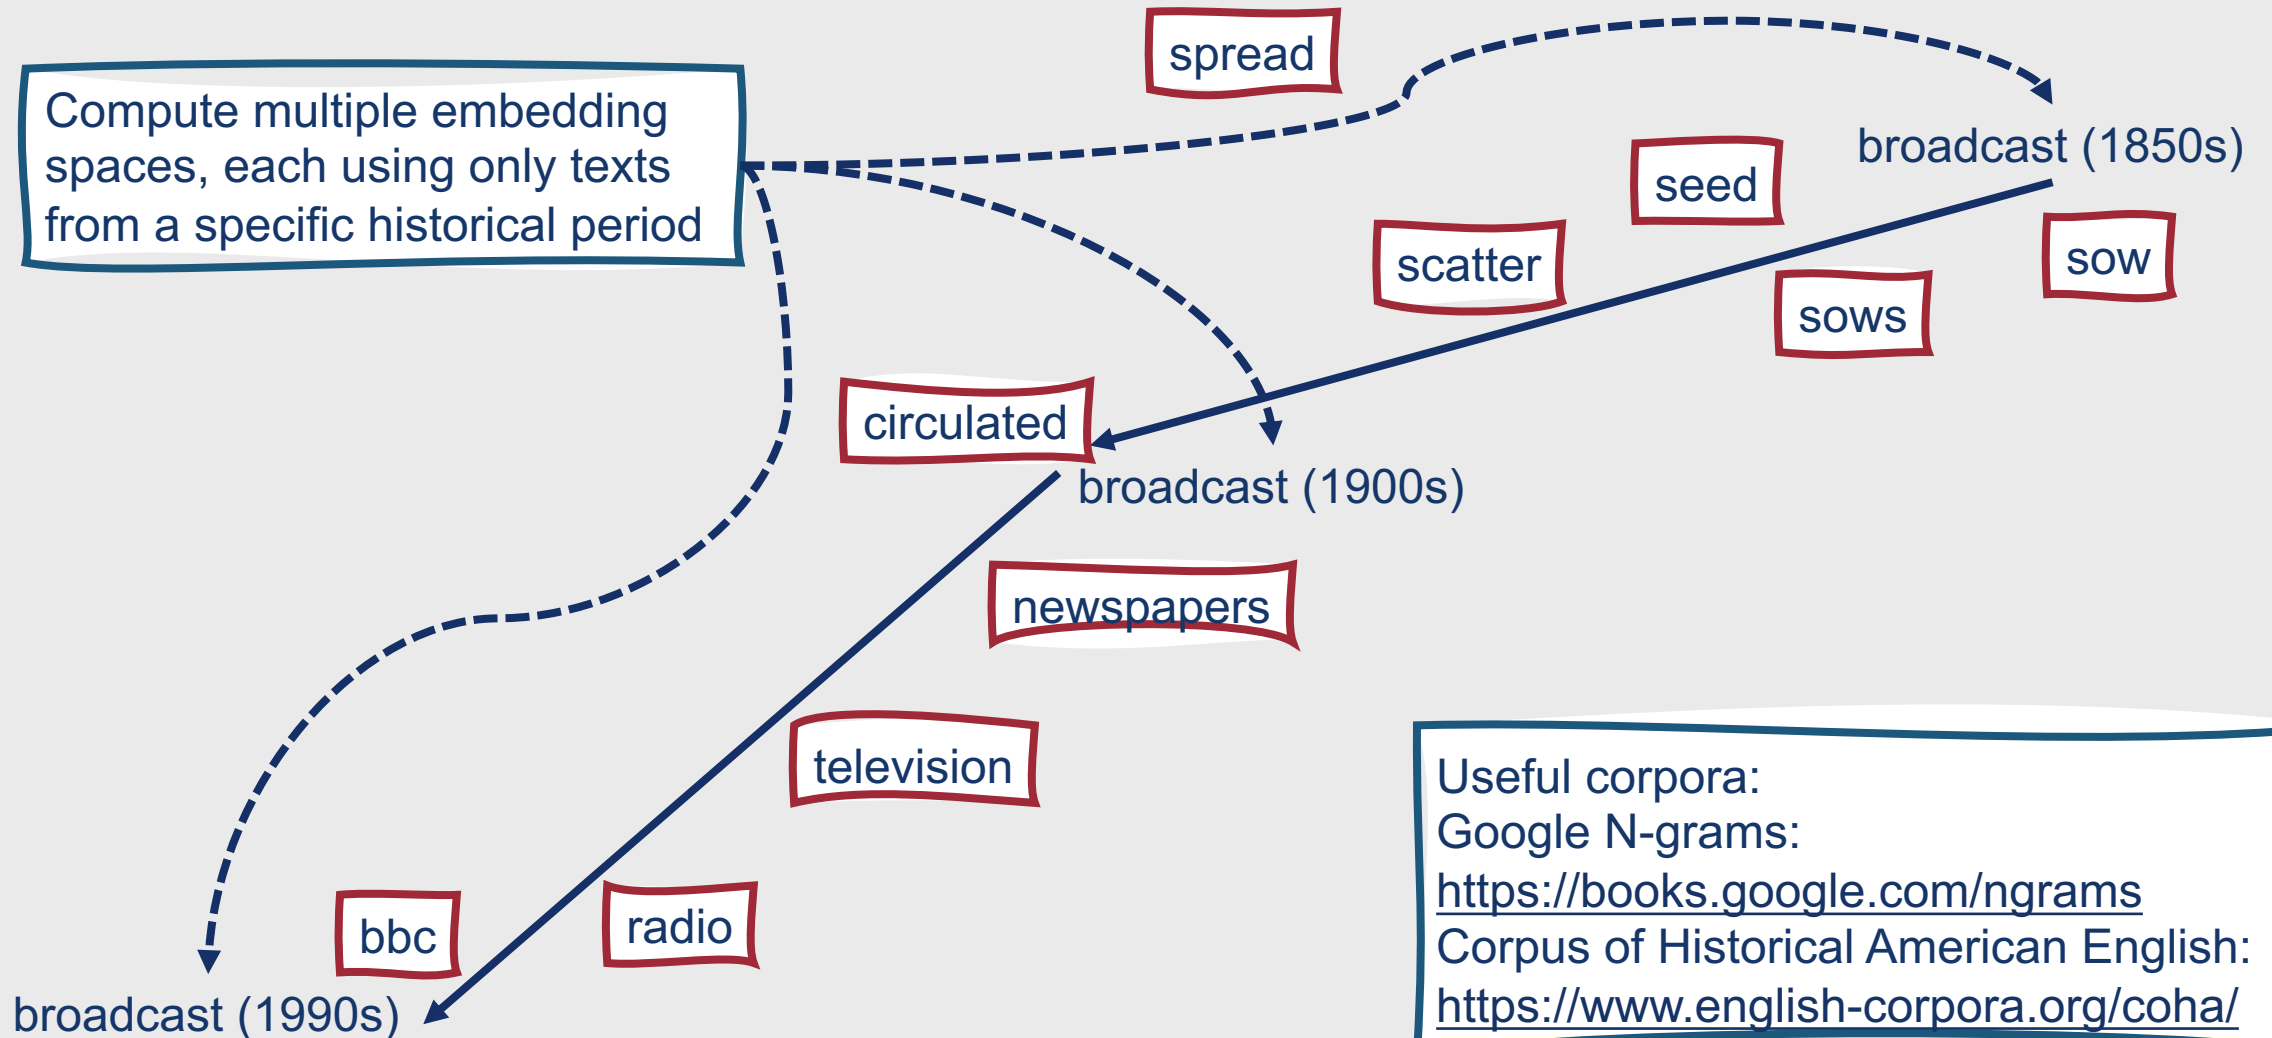 spread
Compute multiple embedding
spaces, each using only texts
from a specific historical period
broadcast (1850s)
seed
sow
scatter
sows
circulated
broadcast (1900s)
newspapers
television
Useful corpora:
Google N-grams:
https://books.google.com/ngrams
Corpus of Historical American English:
https://www.english-corpora.org/coha/
bbc
radio
broadcast (1990s)